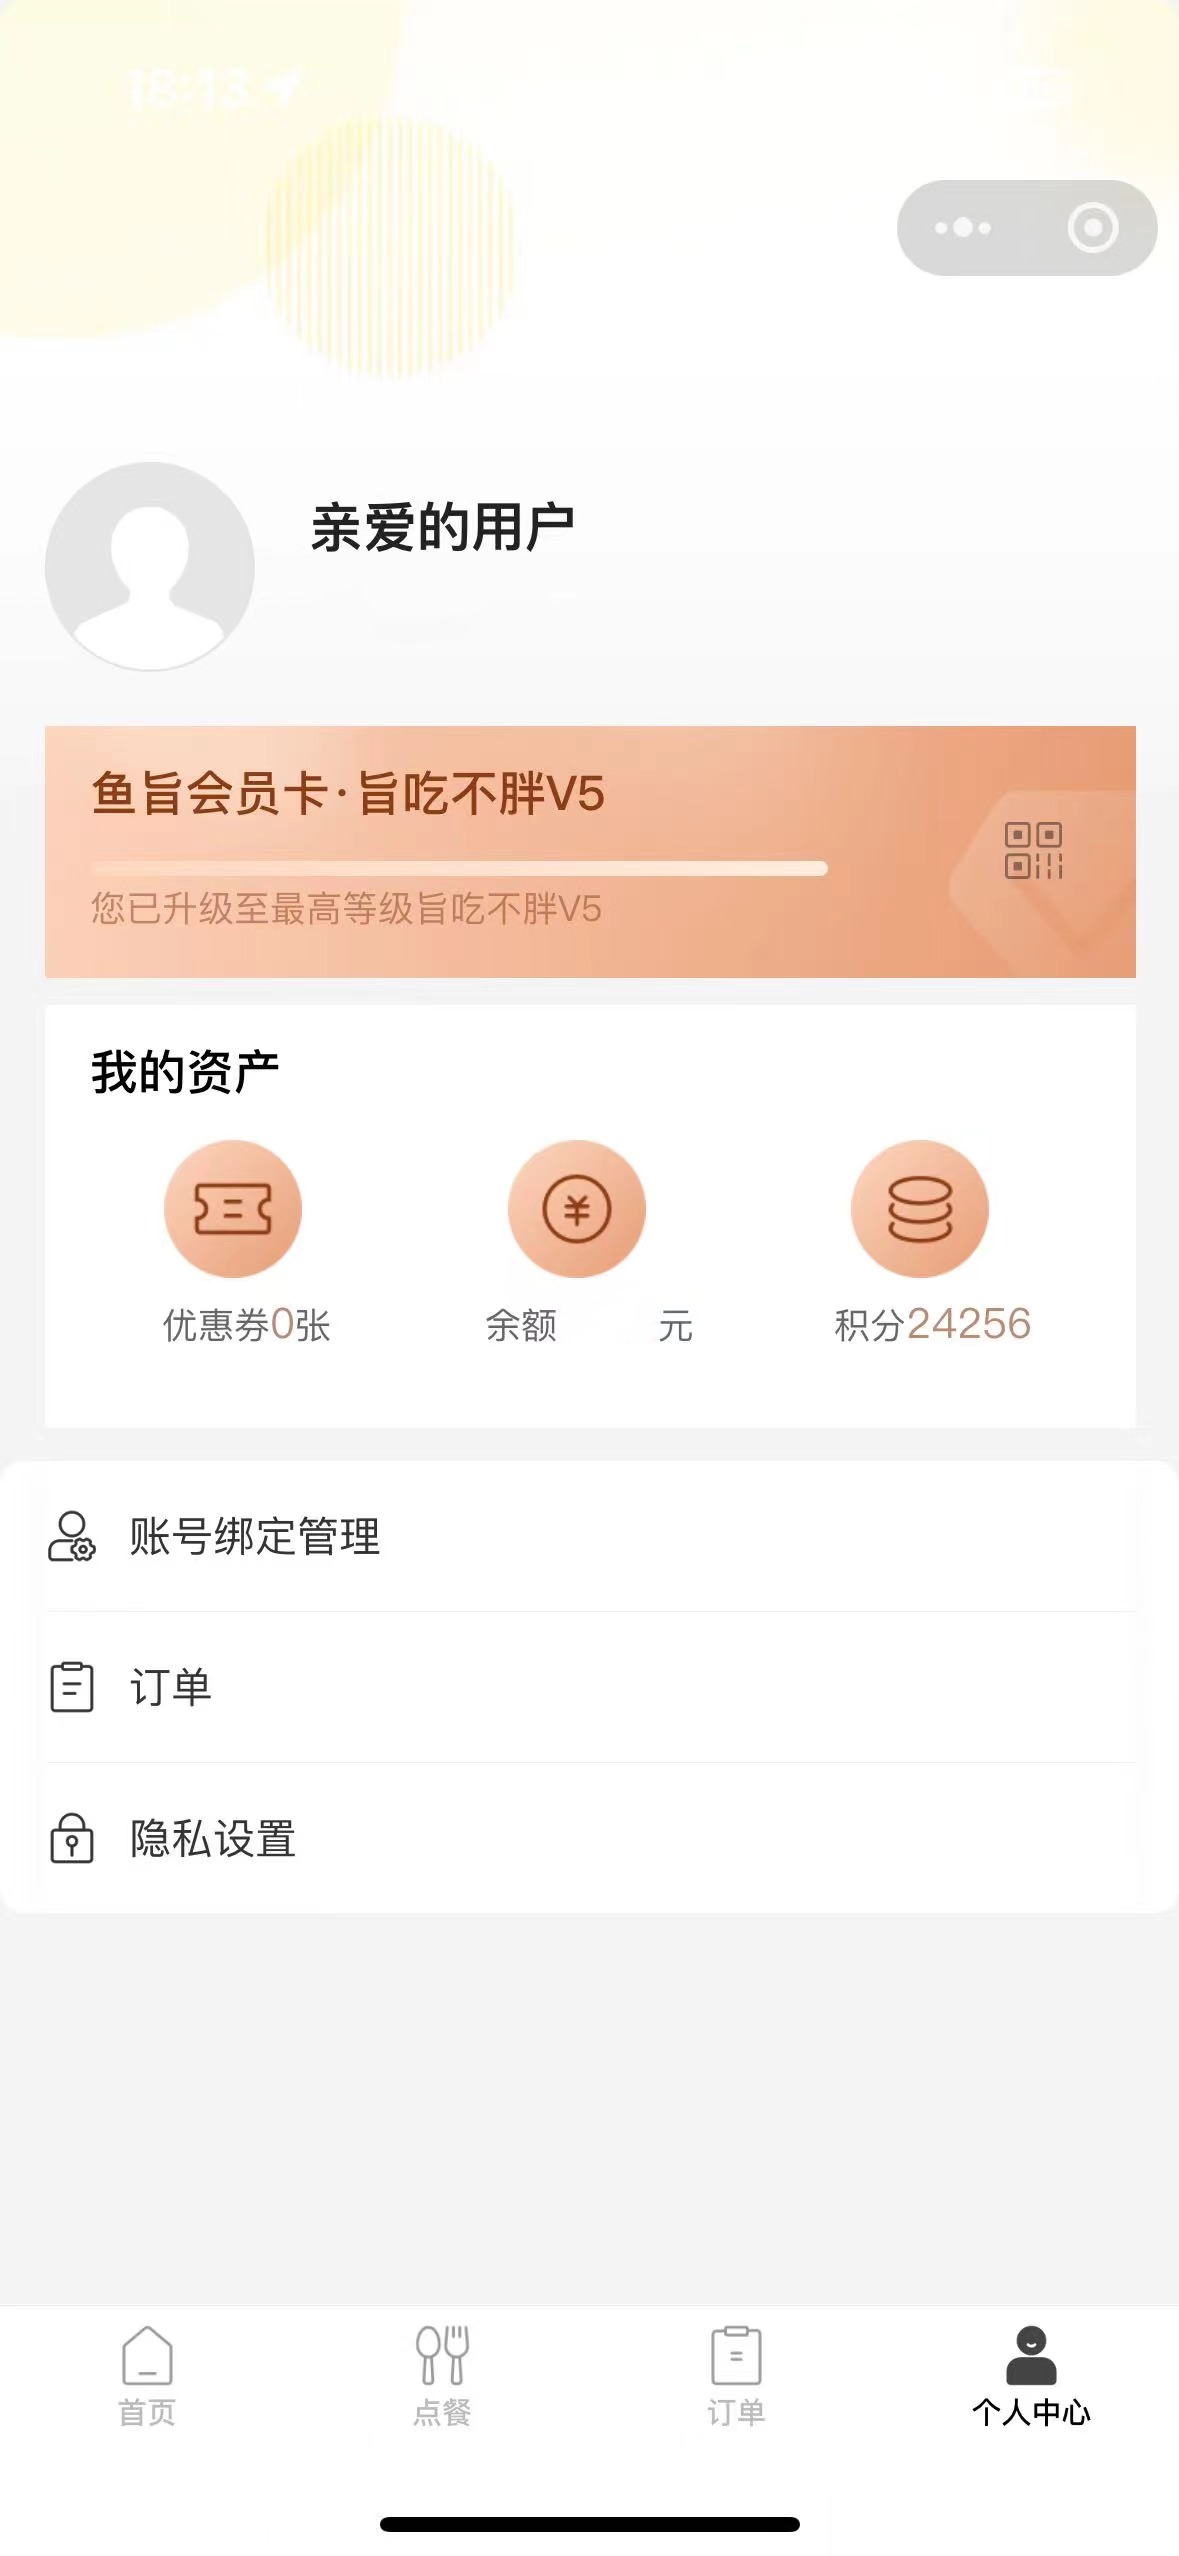 18:13
亲爱的用户
鱼旨会员卡·旨吃不胖V5
您已升级至最高等级旨吃不胖V5
我的资产
优惠券0张
余额 元
积分24256
账号绑定管理
订单
隐私设置
首页
点餐
订单
个人中心